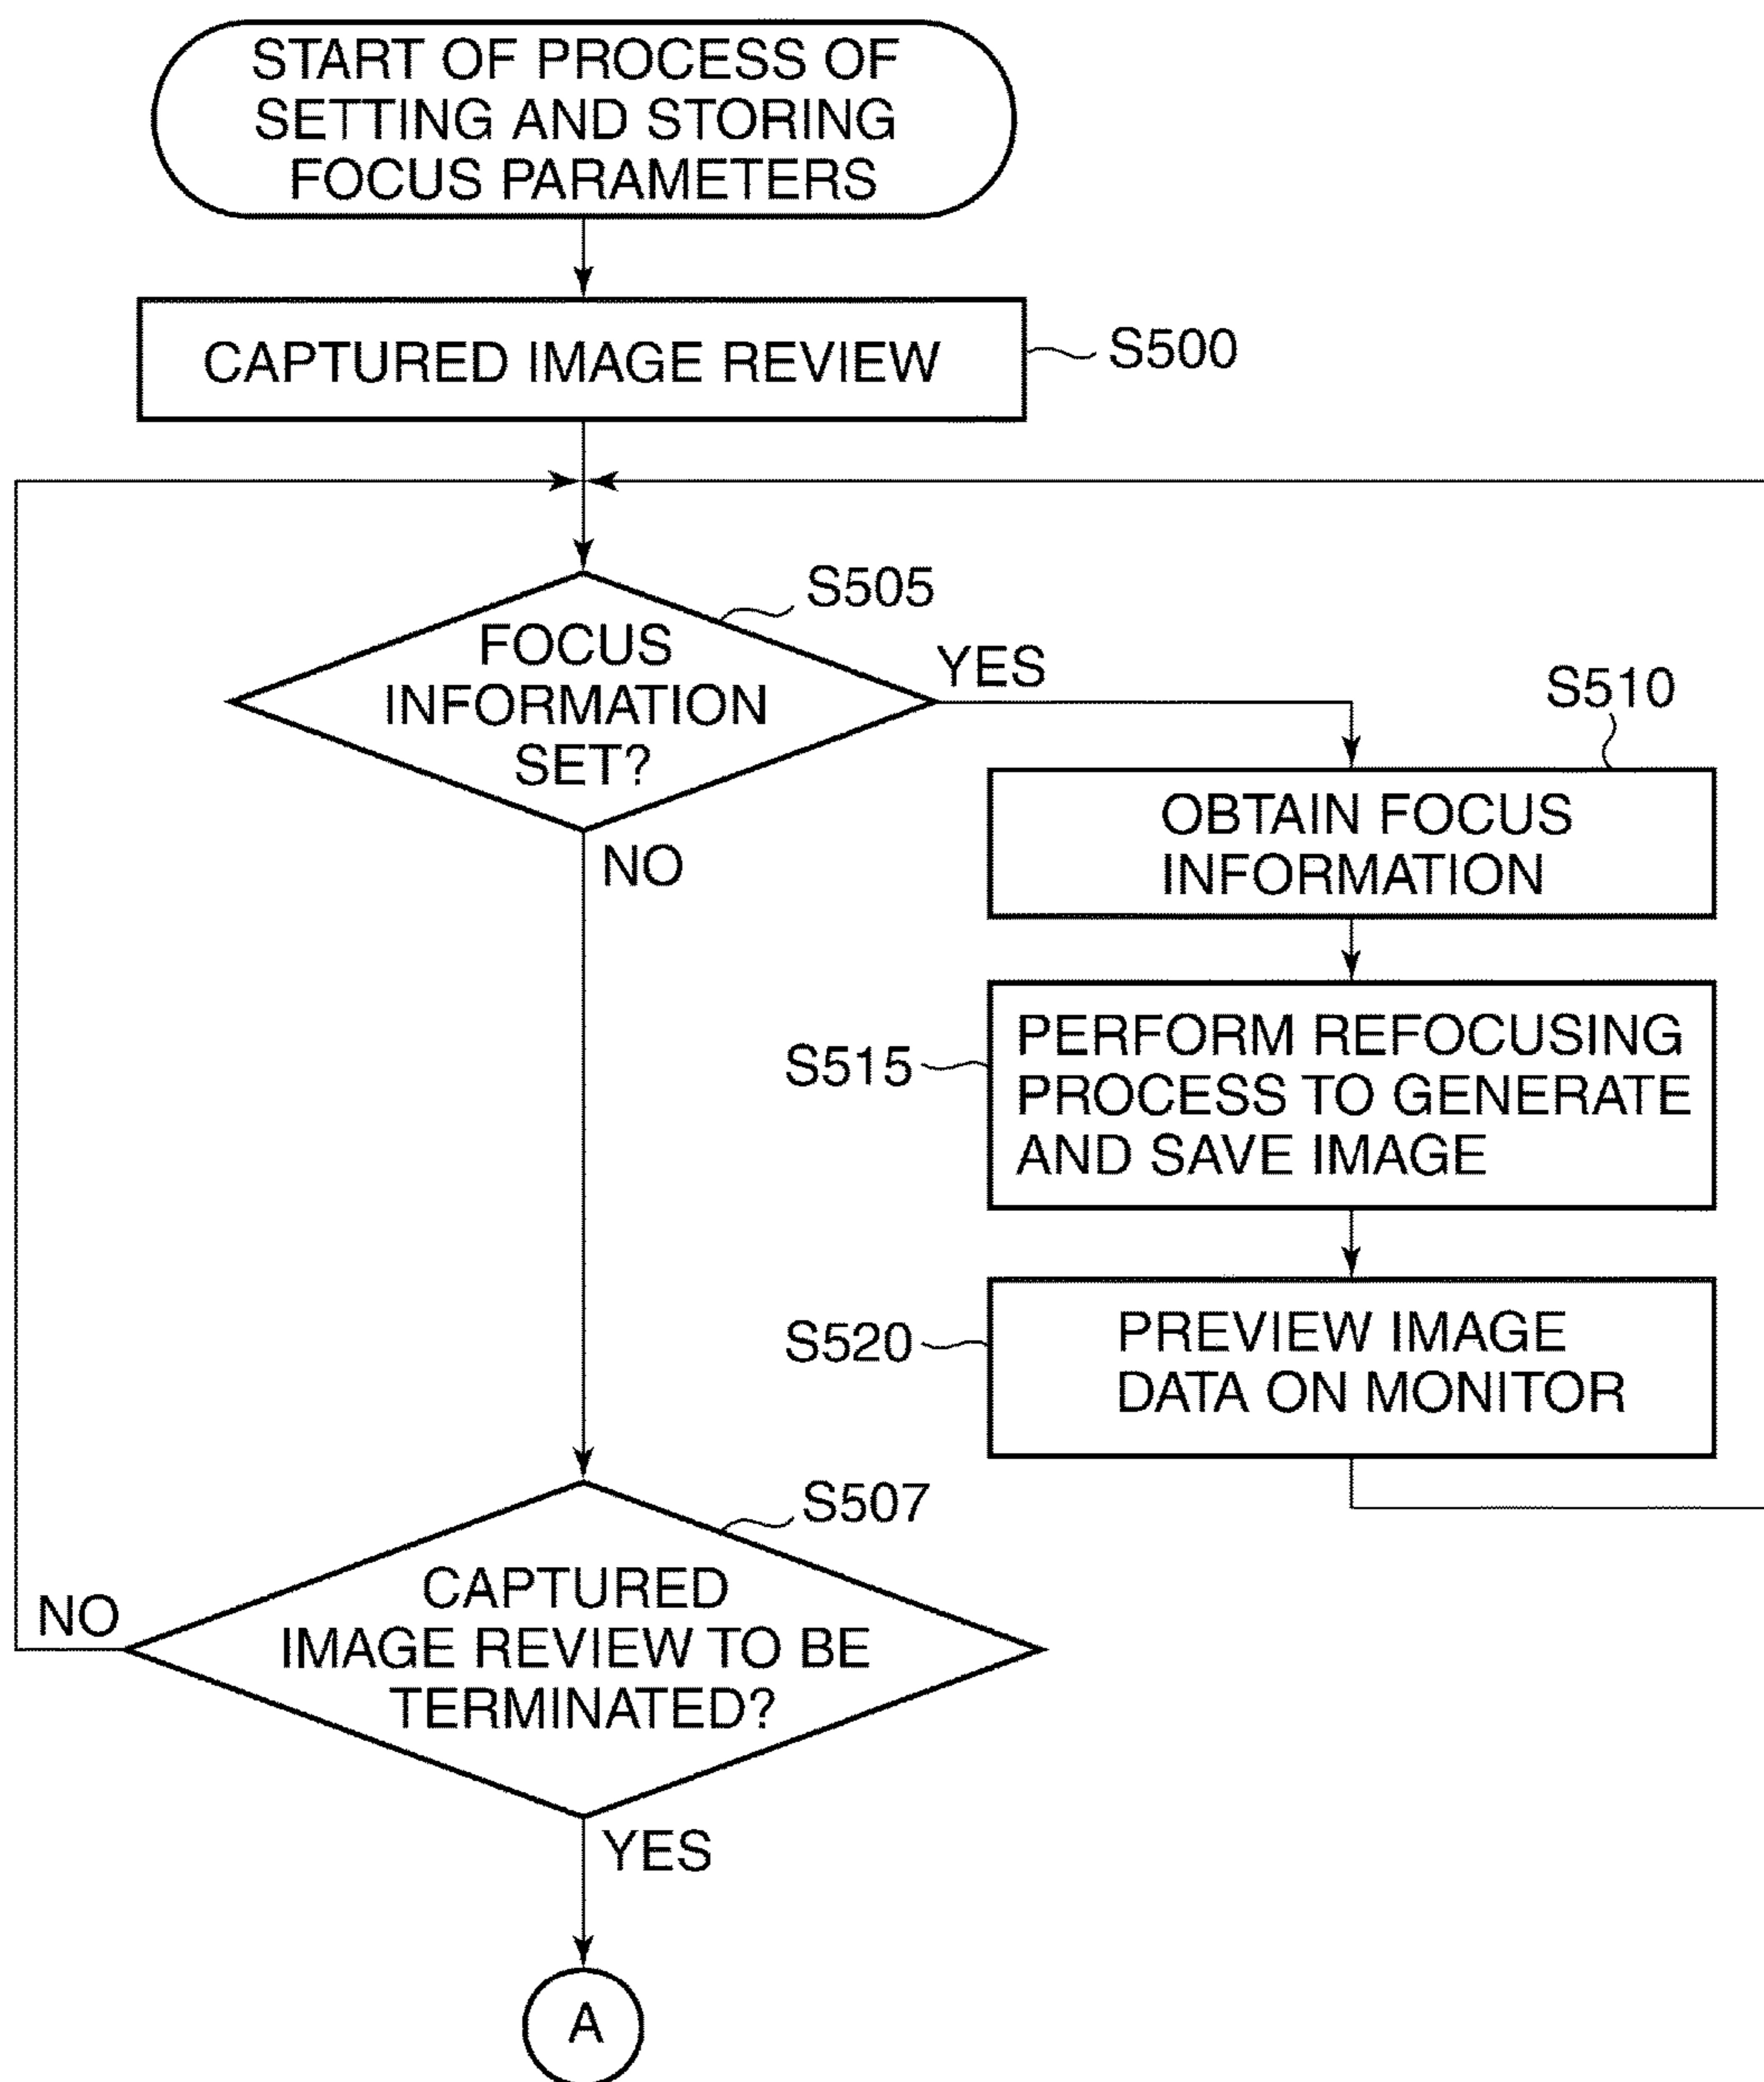 START OF PROCESS OF
SETTING AND STORING
FOCUS PARAMETERS
CAPTURED IMAGE REVIEW
S500
S505
FOCUS
INFORMATION
SET?
YES
NO
S510
OBTAIN FOCUS
INFORMATION
S515
PERFORM REFOCUSING
PROCESS TO GENERATE
AND SAVE IMAGE
S520
PREVIEW IMAGE
DATA ON MONITOR
S507
CAPTURED
IMAGE REVIEW TO BE
TERMINATED?
NO
YES
A